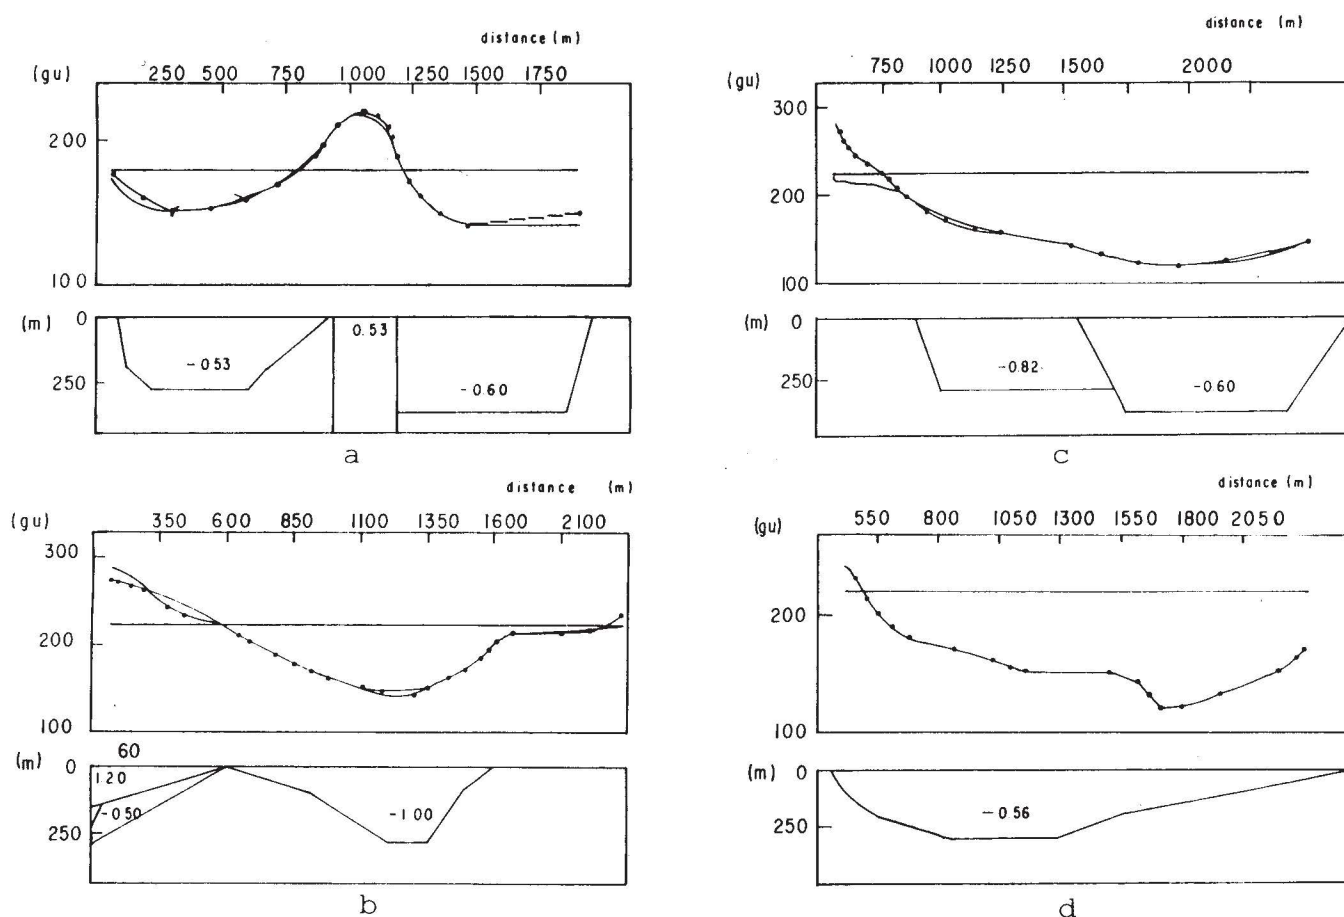 distance (m)
(gu) 250 500 750 1000 1250 1500 1750
200
100
(m) 0 0.53
-0.53
-0.60
250
a
distance (m)
(gu) 750 1000 1250 1500 2000
300
200
100
(m) 0
-0.82
-0.60
250
c
distance (m)
(gu) 350 600 850 1100 1350 1600 2100
300
200
100
60
(m) 0
1.20
-0.50 -1.00
250
b
distance (m)
(gu) 550 800 1050 1300 1550 1800 2050
200
100
(m) 0
-0.56
250
d